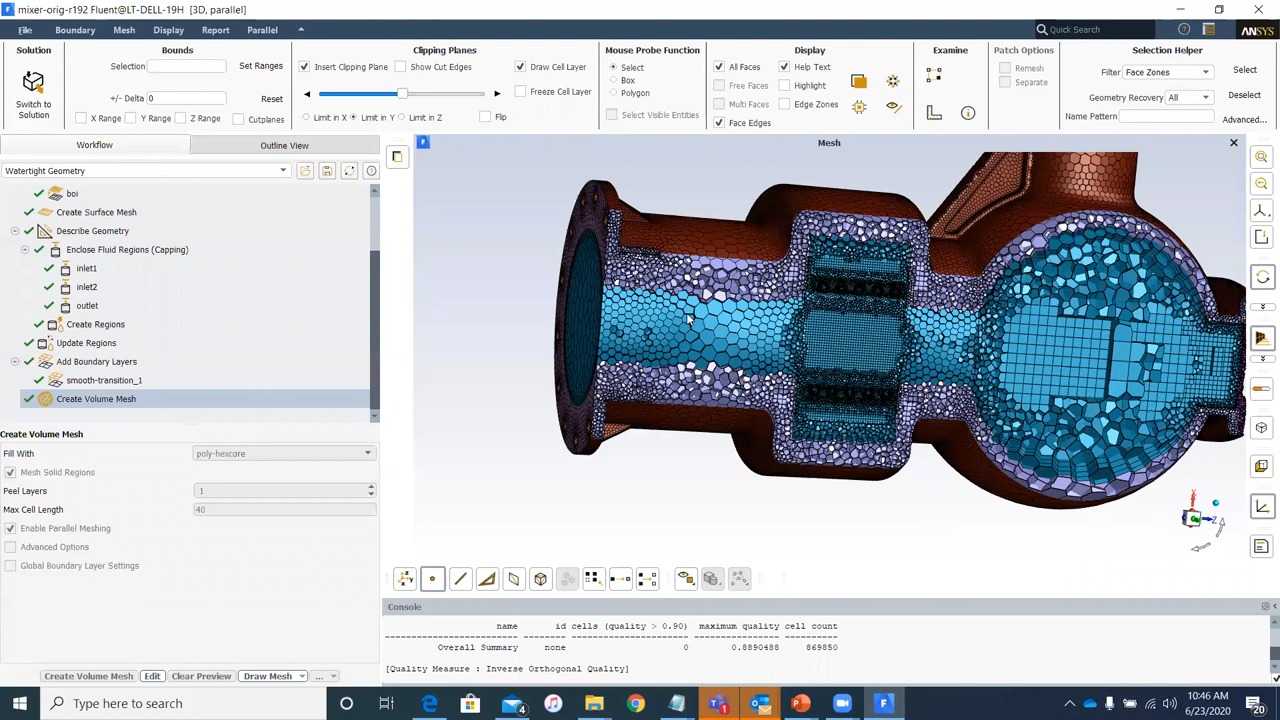 mixer-orig-r192 Fluent@LT-DELL-19H [3D, parallel]
File Boundary Mesh Display Report Parallel
Quick Search
ANSYS
Solution
Switch to
Solution
Bounds
Selection
Set Ranges
+/- Delta 0
Reset
X Range Y Range Z Range Cutplanes
Clipping Planes
Insert Clipping Plane Show Cut Edges Draw Cell Layer
Freeze Cell Layer
Limit in X Limit in Y Limit in Z Flip
Mouse Probe Function
Select
Box
Polygon
Select Visible Entities
Display
All Faces Help Text
Free Faces Highlight
Multi Faces Edge Zones
Face Edges
Examine
Patch Options
Remesh
Separate
Selection Helper
Filter Face Zones Select
Geometry Recovery All Deselect
Name Pattern Advanced...
Workflow Outline View
Watertight Geometry
boi
Create Surface Mesh
Describe Geometry
Enclose Fluid Regions (Capping)
inlet1
inlet2
outlet
Create Regions
Update Regions
Add Boundary Layers
smooth-transition_1
Create Volume Mesh
Create Volume Mesh
Fill With poly-hexcore
Mesh Solid Regions
Peel Layers 1
Max Cell Length 40
Enable Parallel Meshing
Advanced Options
Global Boundary Layer Settings
Create Volume Mesh Edit Clear Preview Draw Mesh ...
Mesh
X
Z
Console
name id cells (quality > 0.90) maximum quality cell count
Overall Summary none 0 0.8890488 869850
[Quality Measure : Inverse Orthogonal Quality]
Type here to search
4
1
10:46 AM
6/23/2020
20